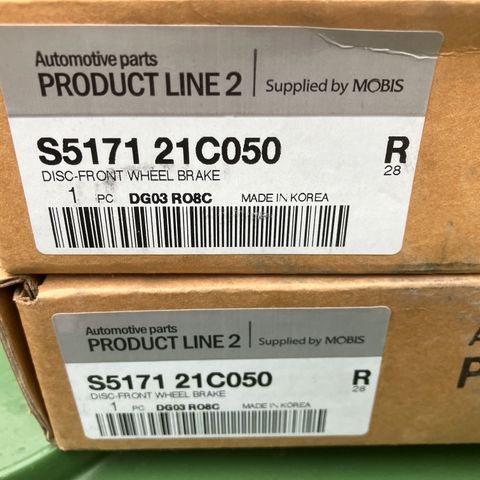 Automotive parts
PRODUCT LINE 2 | Supplied by MOBIS
S5171 21C050 R
DISC-FRONT WHEEL BRAKE 28
1 PC DG03 RO8C MADE IN KOREA
Automotive parts
PRODUCT LINE 2 | Supplied by MOBIS
S5171 21C050 R
DISC-FRONT WHEEL BRAKE 28
1 PC DG03 RO8C MADE IN KOREA
A
P